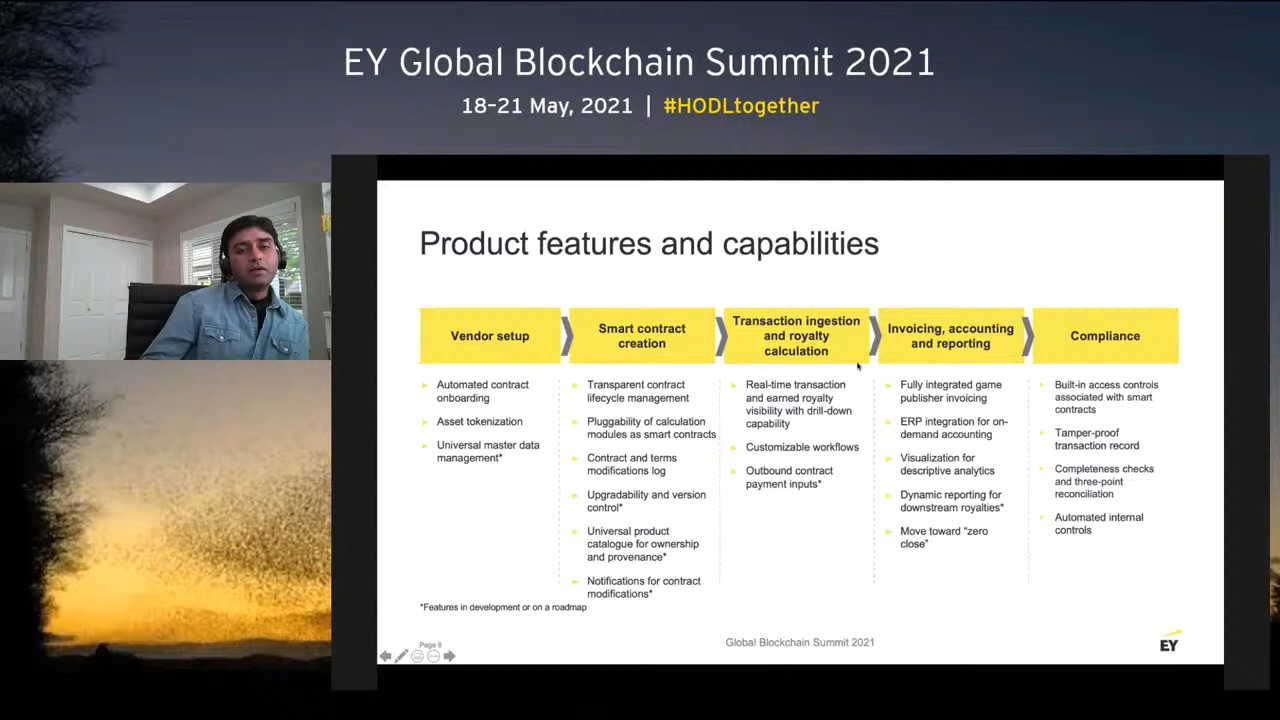 EY Global Blockchain Summit 2021
18–21 May, 2021 | #HODLtogether
Product features and capabilities
Vendor setup
Automated contract
onboarding
Asset tokenization
Universal master data
management*
Smart contract
creation
Transparent contract
lifecycle management
Pluggability of calculation
modules as smart contracts
Contract and terms
modifications log
Upgradability and version
control*
Universal product
catalogue for ownership
and provenance*
Notifications for contract
modifications*
Transaction ingestion
and royalty
calculation
Real-time transaction
and earned royalty
visibility with drill-down
capability
Customizable workflows
Outbound contract
payment inputs*
Invoicing, accounting
and reporting
Fully integrated game
publisher invoicing
ERP integration for on-
demand accounting
Visualization for
descriptive analytics
Dynamic reporting for
downstream royalties*
Move toward “zero
close”
Compliance
Built-in access controls
associated with smart
contracts
Tamper-proof
transaction record
Completeness checks
and three-point
reconciliation
Automated internal
controls
*Features in development or on a roadmap
Page 6
Global Blockchain Summit 2021
EY